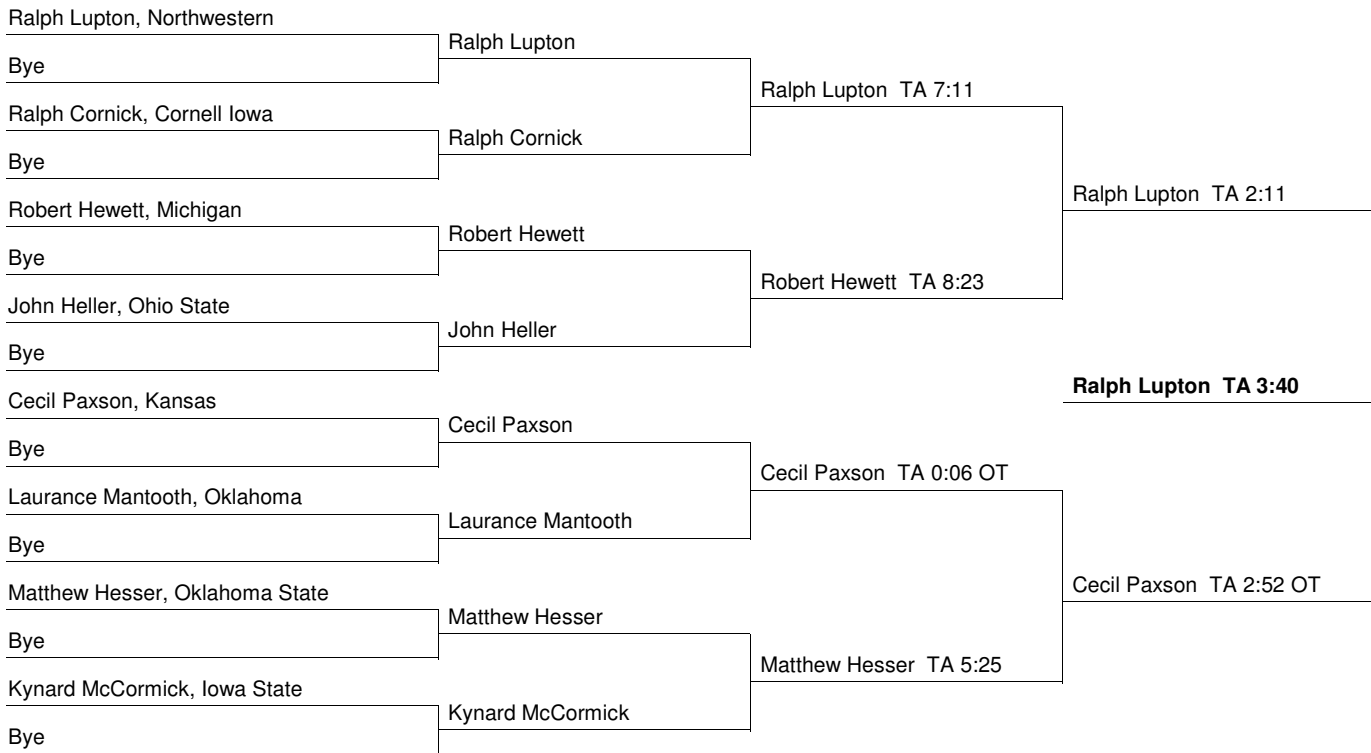 Ralph Lupton, Northwestern
Bye
Ralph Cornick, Cornell Iowa
Bye
Robert Hewett, Michigan
Bye
John Heller, Ohio State
Bye
Cecil Paxson, Kansas
Bye
Laurance Mantooth, Oklahoma
Bye
Matthew Hesser, Oklahoma State
Bye
Kynard McCormick, Iowa State
Bye
Ralph Lupton
Ralph Cornick
Robert Hewett
John Heller
Cecil Paxson
Laurance Mantooth
Matthew Hesser
Kynard McCormick
Ralph Lupton TA 7:11
Robert Hewett TA 8:23
Cecil Paxson TA 0:06 OT
Matthew Hesser TA 5:25
Ralph Lupton TA 2:11
Cecil Paxson TA 2:52 OT
Ralph Lupton TA 3:40